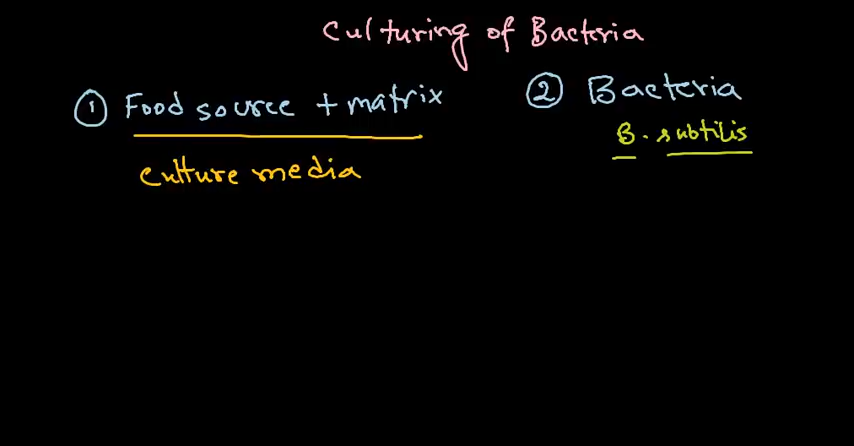 Culturing of Bacteria
① Food source + matrix
culture media
② Bacteria
B. subtilis